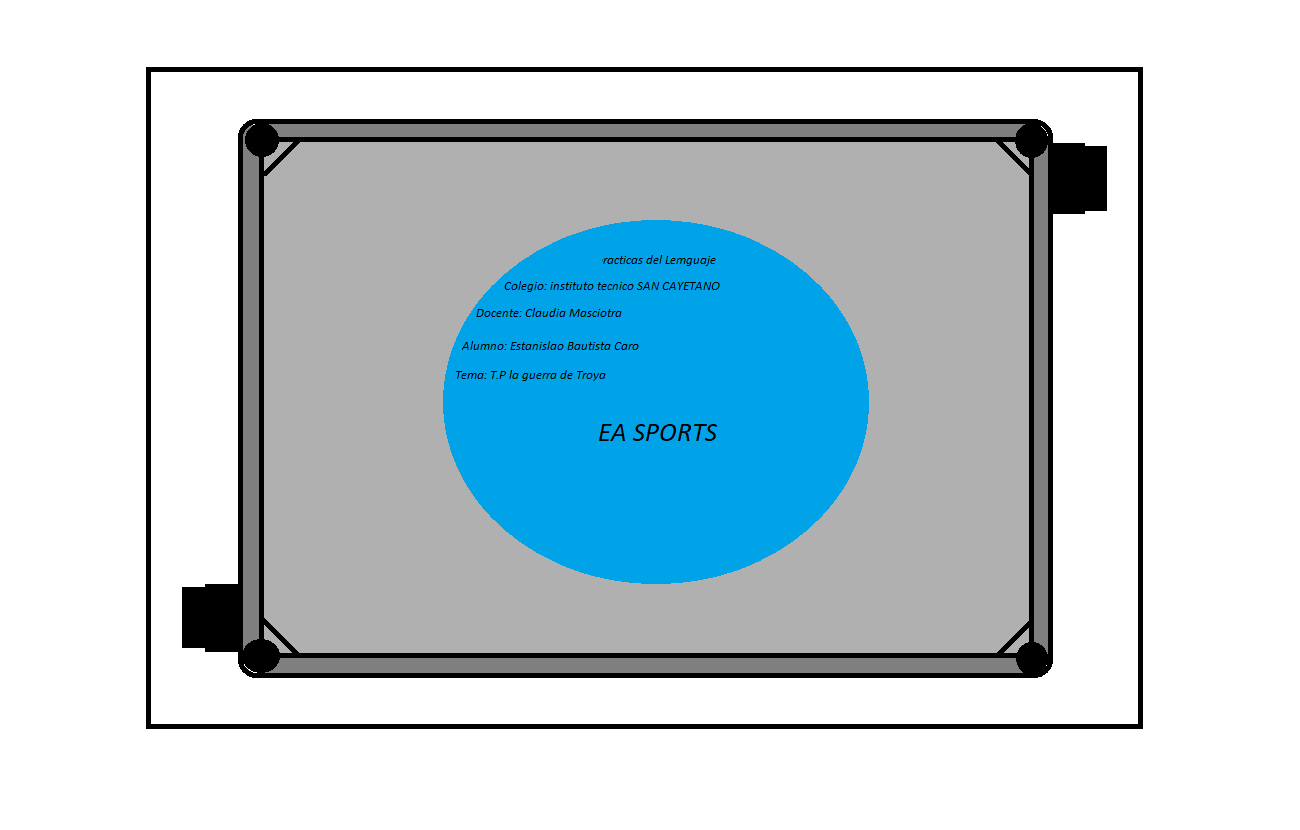 racticas del Lemguaje
Colegio: instituto tecnico SAN CAYETANO
Docente: Claudia Masciotra
Alumno: Estanislao Bautista Caro
Tema: T.P la guerra de Troya
EA SPORTS